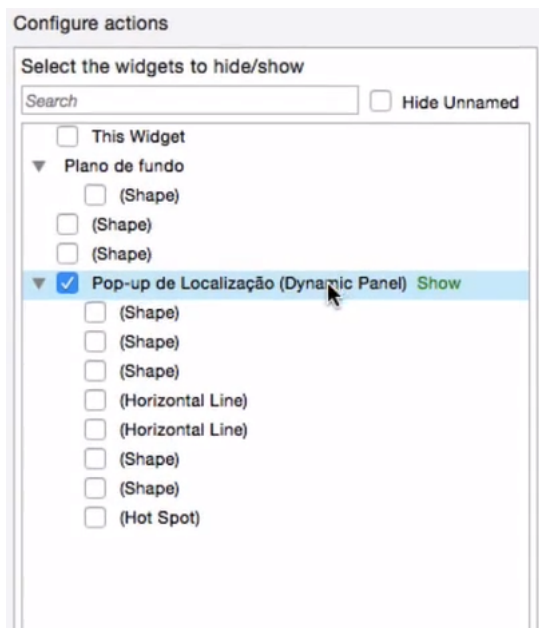 Configure actions
Select the widgets to hide/show
Search
Hide Unnamed
This Widget
Plano de fundo
(Shape)
(Shape)
(Shape)
Pop-up de Localização (Dynamic Panel) Show
(Shape)
(Shape)
(Shape)
(Horizontal Line)
(Horizontal Line)
(Shape)
(Shape)
(Hot Spot)